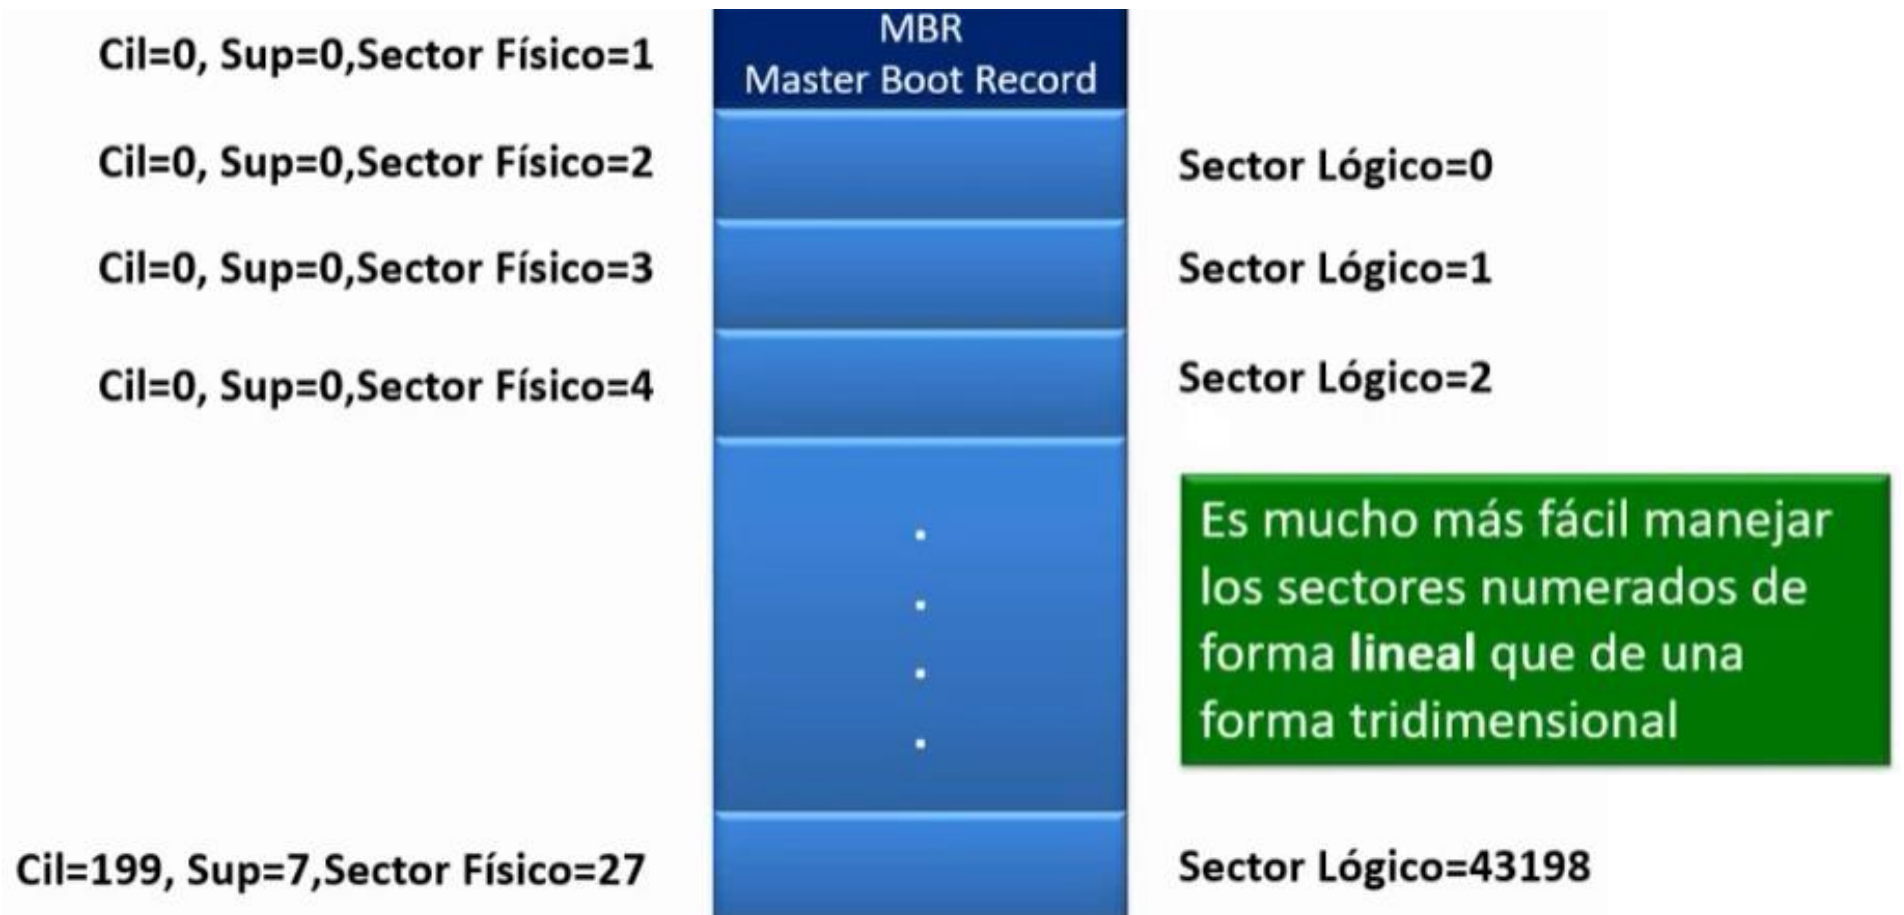 Cil=0, Sup=0,Sector Físico=1
MBR
Master Boot Record
Cil=0, Sup=0,Sector Físico=2
Sector Lógico=0
Cil=0, Sup=0,Sector Físico=3
Sector Lógico=1
Cil=0, Sup=0,Sector Físico=4
Sector Lógico=2
Es mucho más fácil manejar
los sectores numerados de
forma lineal que de una
forma tridimensional
Cil=199, Sup=7,Sector Físico=27
Sector Lógico=43198